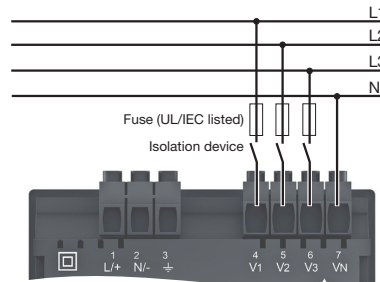 L1
L2
L3
N
Fuse (UL/IEC listed)
Isolation device
1 2 3 4 5 6 7
L/+ N/- V1 V2 V3 VN